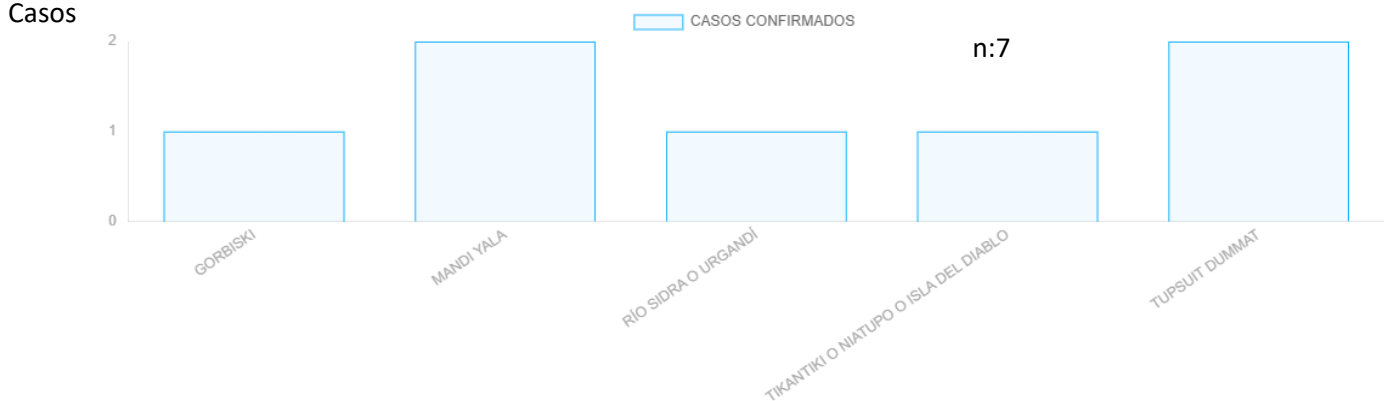 Casos
CASOS CONFIRMADOS
n:7
2
1
0
GORBISKI
MANDI YALA
RÍO SIDRA O URGANDÍ
TIKANTIKI O NIATUPO O ISLA DEL DIABLO
TUPSUIT DUMMAT